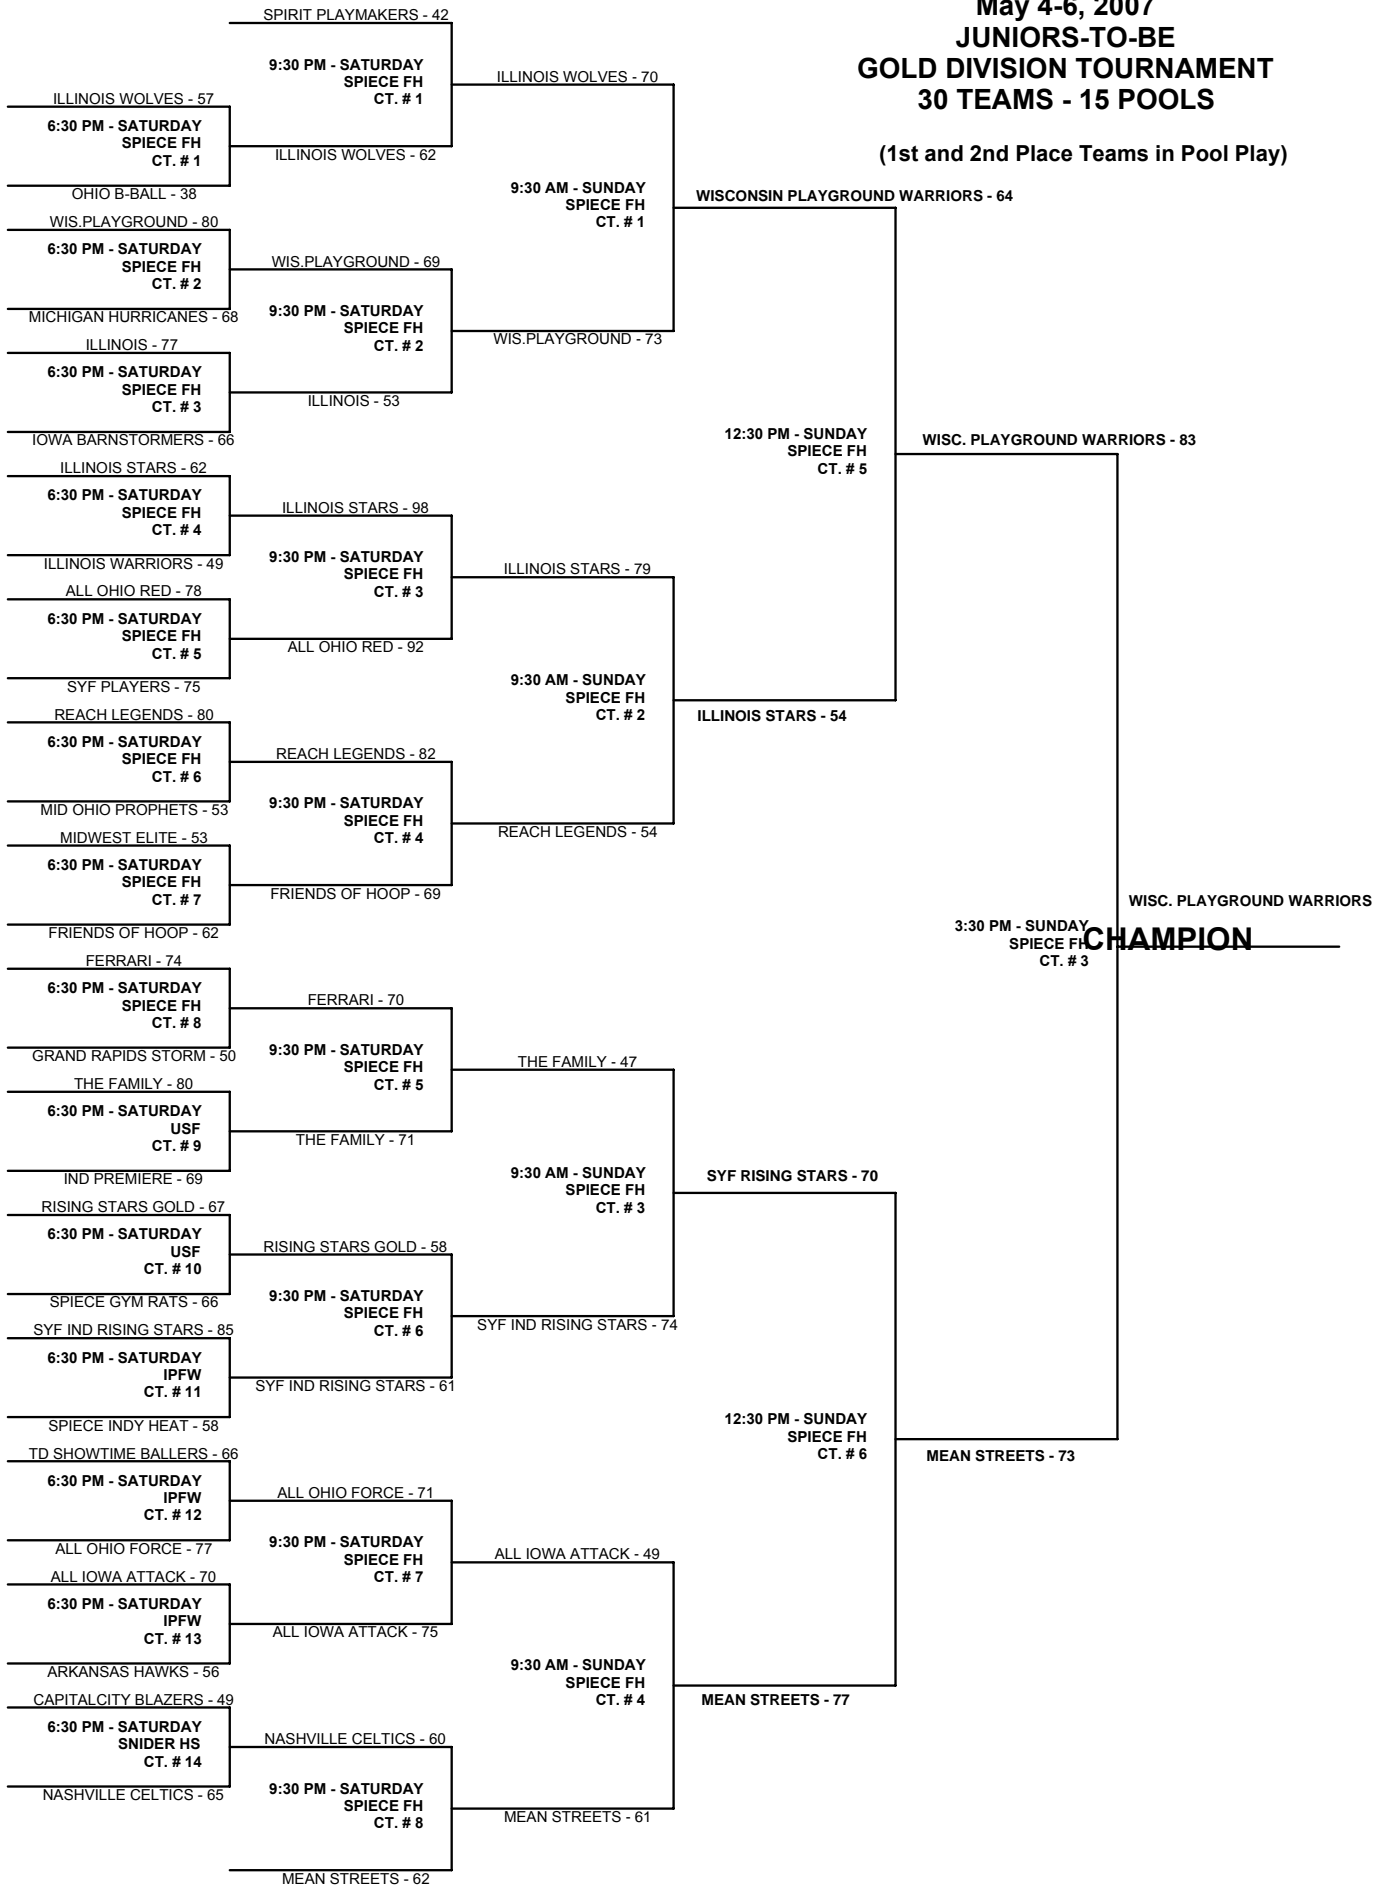 May 4-6, 2007
JUNIORS-TO-BE
GOLD DIVISION TOURNAMENT
30 TEAMS - 15 POOLS
(1st and 2nd Place Teams in Pool Play)
ILLINOIS WOLVES - 57
6:30 PM - SATURDAY
SPIECE FH
CT. # 1
OHIO B-BALL - 38
WIS.PLAYGROUND - 80
6:30 PM - SATURDAY
SPIECE FH
CT. # 2
MICHIGAN HURRICANES - 68
ILLINOIS - 77
6:30 PM - SATURDAY
SPIECE FH
CT. # 3
IOWA BARNSTORMERS - 66
ILLINOIS STARS - 62
6:30 PM - SATURDAY
SPIECE FH
CT. # 4
ILLINOIS WARRIORS - 49
ALL OHIO RED - 78
6:30 PM - SATURDAY
SPIECE FH
CT. # 5
SYF PLAYERS - 75
REACH LEGENDS - 80
6:30 PM - SATURDAY
SPIECE FH
CT. # 6
MID OHIO PROPHETS - 53
MIDWEST ELITE - 53
6:30 PM - SATURDAY
SPIECE FH
CT. # 7
FRIENDS OF HOOP - 62
FERRARI - 74
6:30 PM - SATURDAY
SPIECE FH
CT. # 8
GRAND RAPIDS STORM - 50
THE FAMILY - 80
6:30 PM - SATURDAY
USF
CT. # 9
IND PREMIERE - 69
RISING STARS GOLD - 67
6:30 PM - SATURDAY
USF
CT. # 10
SPIECE GYM RATS - 66
SYF IND RISING STARS - 85
6:30 PM - SATURDAY
IPFW
CT. # 11
SPIECE INDY HEAT - 58
TD SHOWTIME BALLERS - 66
6:30 PM - SATURDAY
IPFW
CT. # 12
ALL OHIO FORCE - 77
ALL IOWA ATTACK - 70
6:30 PM - SATURDAY
IPFW
CT. # 13
ARKANSAS HAWKS - 56
CAPITALCITY BLAZERS - 49
6:30 PM - SATURDAY
SNIDER HS
CT. # 14
NASHVILLE CELTICS - 65
SPIRIT PLAYMAKERS - 42
9:30 PM - SATURDAY
SPIECE FH
CT. # 1
ILLINOIS WOLVES - 62
WIS.PLAYGROUND - 69
9:30 PM - SATURDAY
SPIECE FH
CT. # 2
ILLINOIS - 53
ILLINOIS STARS - 98
9:30 PM - SATURDAY
SPIECE FH
CT. # 3
ALL OHIO RED - 92
REACH LEGENDS - 82
9:30 PM - SATURDAY
SPIECE FH
CT. # 4
FRIENDS OF HOOP - 69
FERRARI - 70
9:30 PM - SATURDAY
SPIECE FH
CT. # 5
THE FAMILY - 71
RISING STARS GOLD - 58
9:30 PM - SATURDAY
SPIECE FH
CT. # 6
SYF IND RISING STARS - 61
ALL OHIO FORCE - 71
9:30 PM - SATURDAY
SPIECE FH
CT. # 7
ALL IOWA ATTACK - 75
NASHVILLE CELTICS - 60
9:30 PM - SATURDAY
SPIECE FH
CT. # 8
MEAN STREETS - 62
ILLINOIS WOLVES - 70
9:30 AM - SUNDAY
SPIECE FH
CT. # 1
WIS.PLAYGROUND - 73
ILLINOIS STARS - 79
9:30 AM - SUNDAY
SPIECE FH
CT. # 2
REACH LEGENDS - 54
THE FAMILY - 47
9:30 AM - SUNDAY
SPIECE FH
CT. # 3
SYF IND RISING STARS - 74
ALL IOWA ATTACK - 49
9:30 AM - SUNDAY
SPIECE FH
CT. # 4
MEAN STREETS - 61
WISCONSIN PLAYGROUND WARRIORS - 64
12:30 PM - SUNDAY
SPIECE FH
CT. # 5
ILLINOIS STARS - 54
SYF RISING STARS - 70
12:30 PM - SUNDAY
SPIECE FH
CT. # 6
MEAN STREETS - 77
WISC. PLAYGROUND WARRIORS - 83
3:30 PM - SUNDAY
SPIECE FH
CT. # 3
MEAN STREETS - 73
WISC. PLAYGROUND WARRIORS
CHAMPION